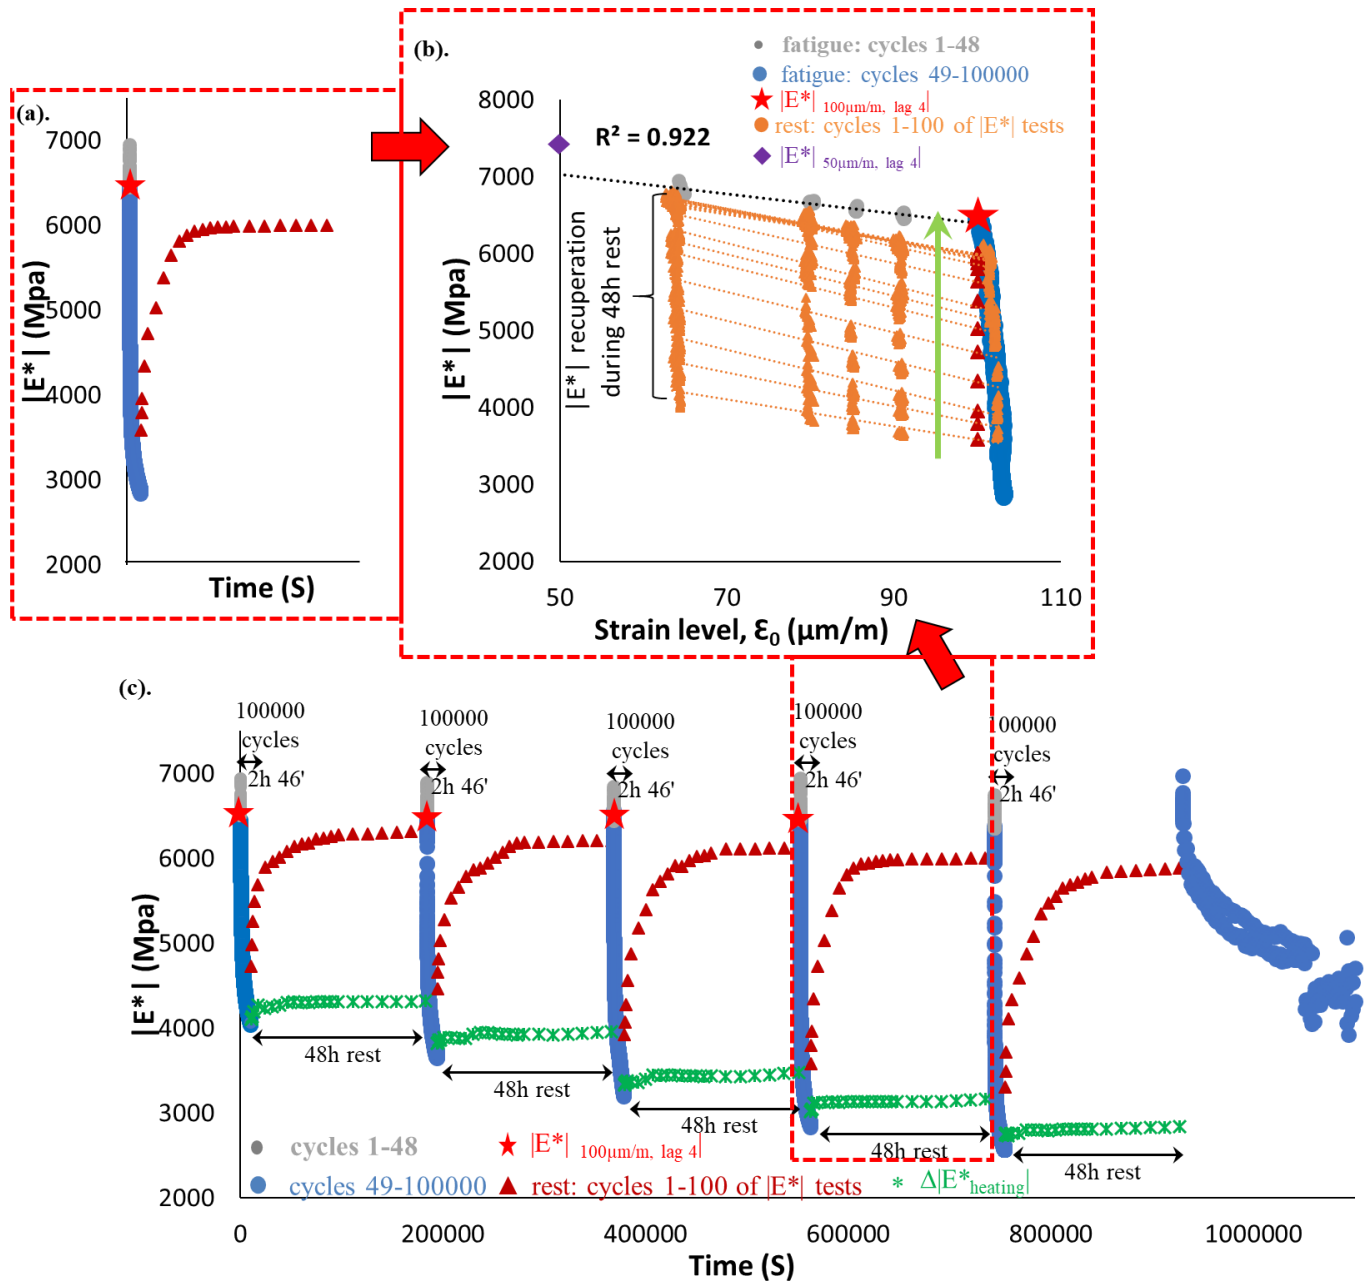 (a).
7000
6000
5000
4000
3000
2000
|E*| (Mpa)
Time (S)
(b).
fatigue: cycles 1-48
fatigue: cycles 49-100000
|E*| 100µm/m, lag 4|
rest: cycles 1-100 of |E*| tests
|E*| 50µm/m, lag 4|
R² = 0.922
8000
7000
6000
5000
4000
3000
2000
|E*| (Mpa)
|E*| recuperation
during 48h rest
50
70
90
110
Strain level, Ɛ0 (µm/m)
(c).
100000
cycles
2h 46'
100000
cycles
2h 46'
100000
cycles
2h 46'
100000
cycles
2h 46'
100000
cycles
2h 46'
7000
6000
5000
4000
3000
2000
|E*| (Mpa)
48h rest
48h rest
48h rest
48h rest
48h rest
cycles 1-48
|E*| 100µm/m, lag 4|
cycles 49-100000
rest: cycles 1-100 of |E*| tests
Δ|E*heating|
0
200000
400000
600000
800000
1000000
Time (S)